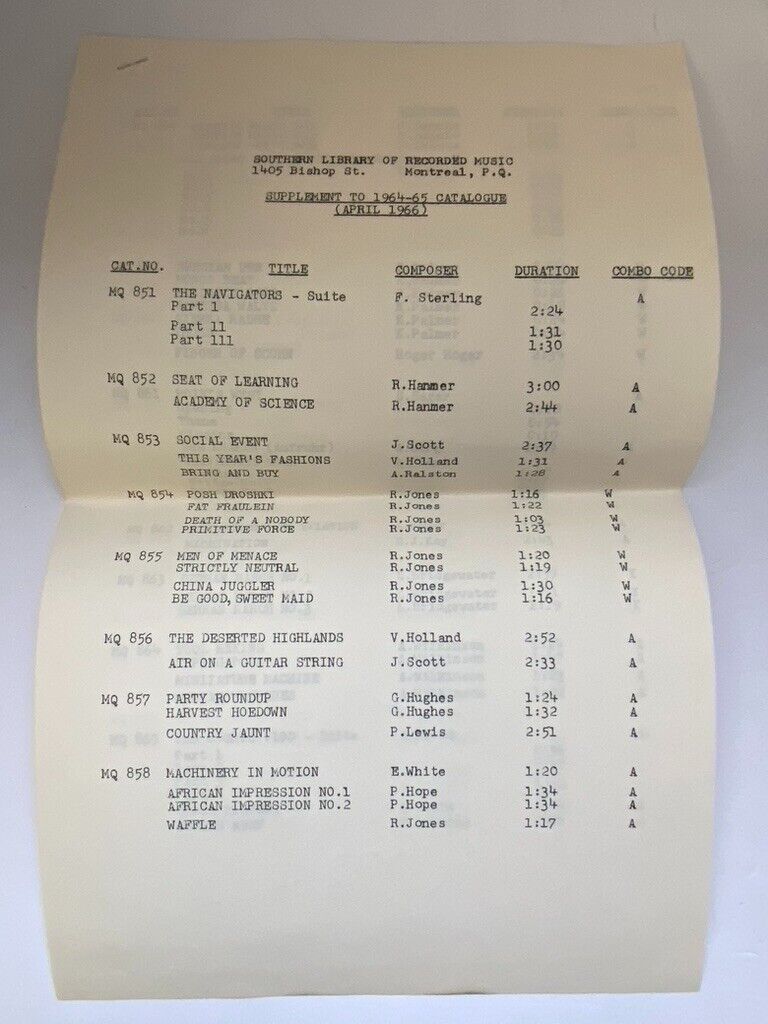 SOUTHERN LIBRARY OF RECORDED MUSIC
1405 Bishop St. Montreal, P.Q.
SUPPLEMENT TO 1964-65 CATALOGUE
(APRIL 1966)
CAT.NO. TITLE COMPOSER DURATION COMBO CODE
MQ 851 THE NAVIGATORS - Suite F. Sterling A
Part 1 2:24
Part 11 1:31
Part 111 1:30
MQ 852 SEAT OF LEARNING R.Hanmer 3:00 A
ACADEMY OF SCIENCE R.Hanmer 2:44 A
MQ 853 SOCIAL EVENT J.Scott 2:37 A
THIS YEAR'S FASHIONS V.Holland 1:31 A
BRING AND BUY A.Ralston 1:28 A
MQ 854 POSH DROSHKI R.Jones 1:16 W
FAT FRAULEIN R.Jones 1:22 W
DEATH OF A NOBODY R.Jones 1:03 W
PRIMITIVE FORCE R.Jones 1:23 W
MQ 855 MEN OF MENACE R.Jones 1:20 W
STRICTLY NEUTRAL R.Jones 1:19 W
CHINA JUGGLER R.Jones 1:30 W
BE GOOD, SWEET MAID R.Jones 1:16 W
MQ 856 THE DESERTED HIGHLANDS V.Holland 2:52 A
AIR ON A GUITAR STRING J.Scott 2:33 A
MQ 857 PARTY ROUNDUP G.Hughes 1:24 A
HARVEST HOEDOWN G.Hughes 1:32 A
COUNTRY JAUNT P.Lewis 2:51 A
MQ 858 MACHINERY IN MOTION E.White 1:20 A
AFRICAN IMPRESSION NO.1 P.Hope 1:34 A
AFRICAN IMPRESSION NO.2 P.Hope 1:34 A
WAFFLE R.Jones 1:17 A